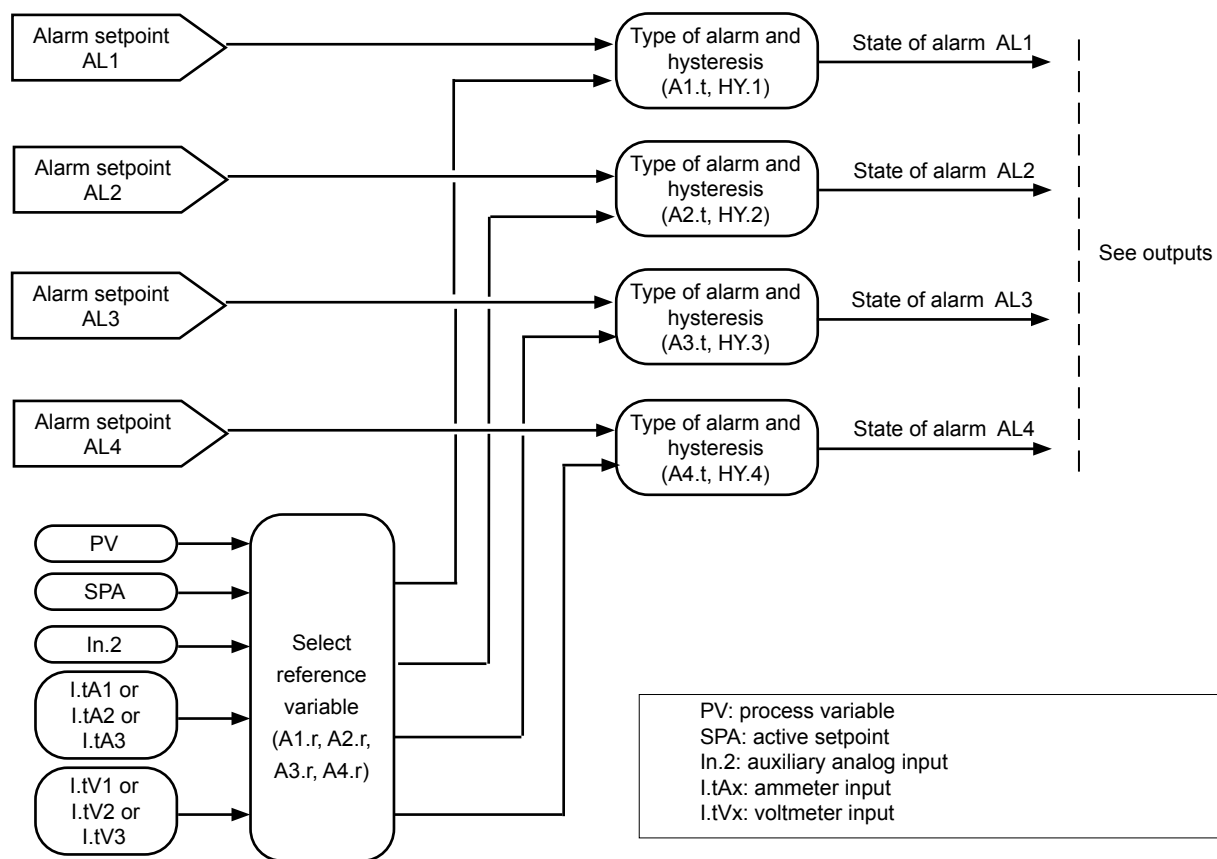 Alarm setpoint
AL1
Type of alarm and
hysteresis
(A1.t, HY.1)
State of alarm AL1
Alarm setpoint
AL2
Type of alarm and
hysteresis
(A2.t, HY.2)
State of alarm AL2
See outputs
Alarm setpoint
AL3
Type of alarm and
hysteresis
(A3.t, HY.3)
State of alarm AL3
Alarm setpoint
AL4
Type of alarm and
hysteresis
(A4.t, HY.4)
State of alarm AL4
PV
SPA
In.2
I.tA1 or
I.tA2 or
I.tA3
I.tV1 or
I.tV2 or
I.tV3
Select
reference
variable
(A1.r, A2.r,
A3.r, A4.r)
PV: process variable
SPA: active setpoint
In.2: auxiliary analog input
I.tAx: ammeter input
I.tVx: voltmeter input